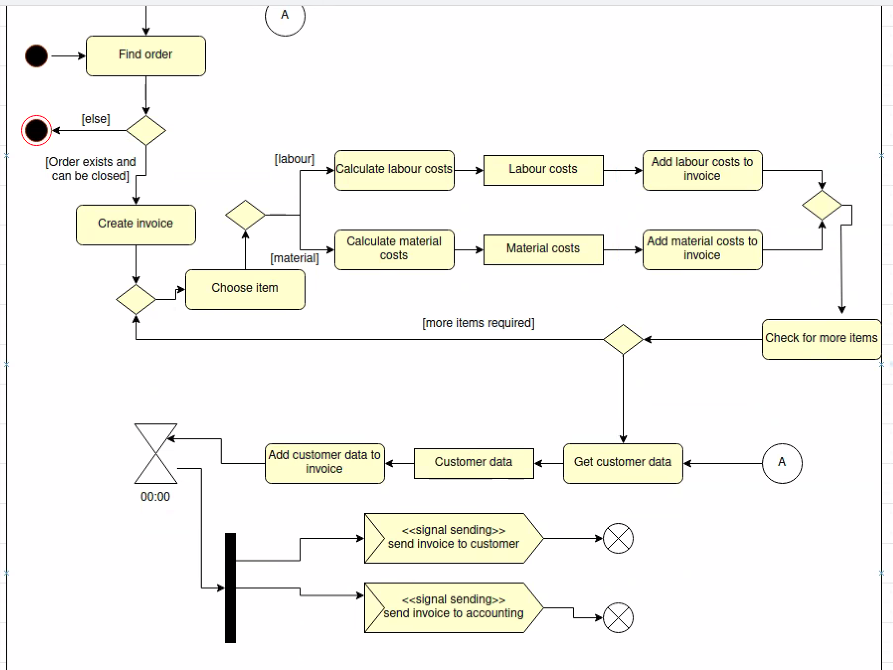 A
Find order
[else]
[Order exists and
can be closed]
[labour]
Calculate labour costs
Labour costs
Add labour costs to
invoice
Create invoice
Calculate material
costs
Material costs
Add material costs to
invoice
[material]
Choose item
[more items required]
Check for more items
Add customer data to
invoice
Customer data
Get customer data
A
00:00
<<signal sending>>
send invoice to customer
<<signal sending>>
send invoice to accounting